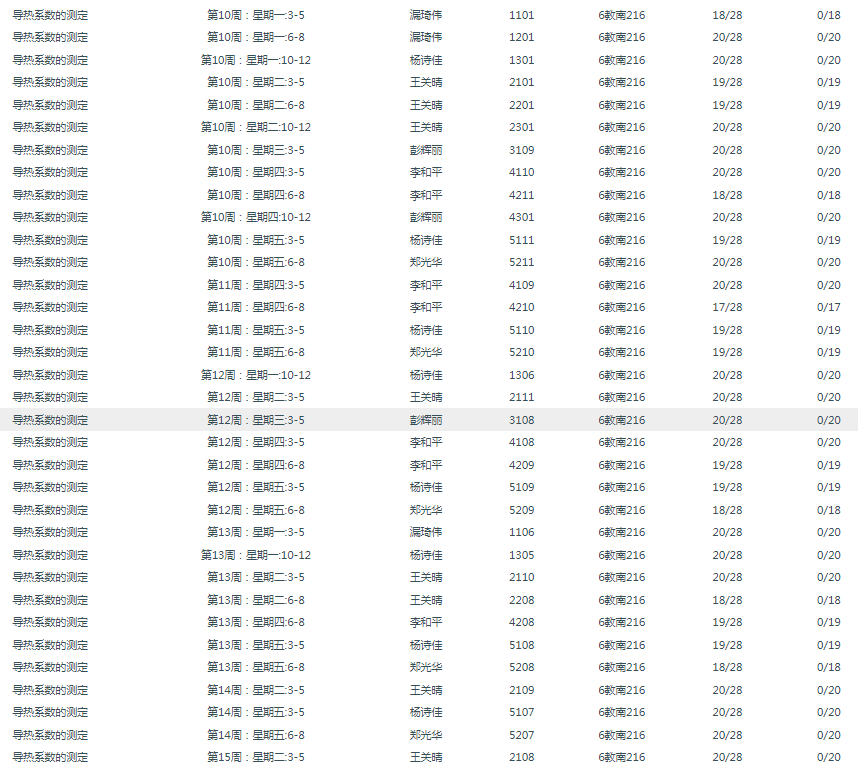 导热系数的测定 第10周：星期一:3-5 漏琦伟 1101 6教南216 18/28 0/18
导热系数的测定 第10周：星期一:6-8 漏琦伟 1201 6教南216 20/28 0/20
导热系数的测定 第10周：星期一:10-12 杨诗佳 1301 6教南216 20/28 0/20
导热系数的测定 第10周：星期二:3-5 王关晴 2101 6教南216 19/28 0/19
导热系数的测定 第10周：星期二:6-8 王关晴 2201 6教南216 19/28 0/19
导热系数的测定 第10周：星期二:10-12 王关晴 2301 6教南216 20/28 0/20
导热系数的测定 第10周：星期三:3-5 彭辉丽 3109 6教南216 20/28 0/20
导热系数的测定 第10周：星期四:3-5 李和平 4110 6教南216 20/28 0/20
导热系数的测定 第10周：星期四:6-8 李和平 4211 6教南216 18/28 0/18
导热系数的测定 第10周：星期四:10-12 彭辉丽 4301 6教南216 20/28 0/20
导热系数的测定 第10周：星期五:3-5 杨诗佳 5111 6教南216 19/28 0/19
导热系数的测定 第10周：星期五:6-8 郑光华 5211 6教南216 20/28 0/20
导热系数的测定 第11周：星期四:3-5 李和平 4109 6教南216 20/28 0/20
导热系数的测定 第11周：星期四:6-8 李和平 4210 6教南216 17/28 0/17
导热系数的测定 第11周：星期五:3-5 杨诗佳 5110 6教南216 19/28 0/19
导热系数的测定 第11周：星期五:6-8 郑光华 5210 6教南216 19/28 0/19
导热系数的测定 第12周：星期一:10-12 杨诗佳 1306 6教南216 20/28 0/20
导热系数的测定 第12周：星期二:3-5 王关晴 2111 6教南216 20/28 0/20
导热系数的测定 第12周：星期三:3-5 彭辉丽 3108 6教南216 20/28 0/20
导热系数的测定 第12周：星期四:3-5 李和平 4108 6教南216 20/28 0/20
导热系数的测定 第12周：星期四:6-8 李和平 4209 6教南216 19/28 0/19
导热系数的测定 第12周：星期五:3-5 杨诗佳 5109 6教南216 19/28 0/19
导热系数的测定 第12周：星期五:6-8 郑光华 5209 6教南216 18/28 0/18
导热系数的测定 第13周：星期一:3-5 漏琦伟 1106 6教南216 20/28 0/20
导热系数的测定 第13周：星期一:10-12 杨诗佳 1305 6教南216 20/28 0/20
导热系数的测定 第13周：星期二:3-5 王关晴 2110 6教南216 20/28 0/20
导热系数的测定 第13周：星期二:6-8 王关晴 2208 6教南216 18/28 0/18
导热系数的测定 第13周：星期四:6-8 李和平 4208 6教南216 19/28 0/19
导热系数的测定 第13周：星期五:3-5 杨诗佳 5108 6教南216 19/28 0/19
导热系数的测定 第13周：星期五:6-8 郑光华 5208 6教南216 18/28 0/18
导热系数的测定 第14周：星期二:3-5 王关晴 2109 6教南216 20/28 0/20
导热系数的测定 第14周：星期五:3-5 杨诗佳 5107 6教南216 20/28 0/20
导热系数的测定 第14周：星期五:6-8 郑光华 5207 6教南216 20/28 0/20
导热系数的测定 第15周：星期二:3-5 王关晴 2108 6教南216 20/28 0/20